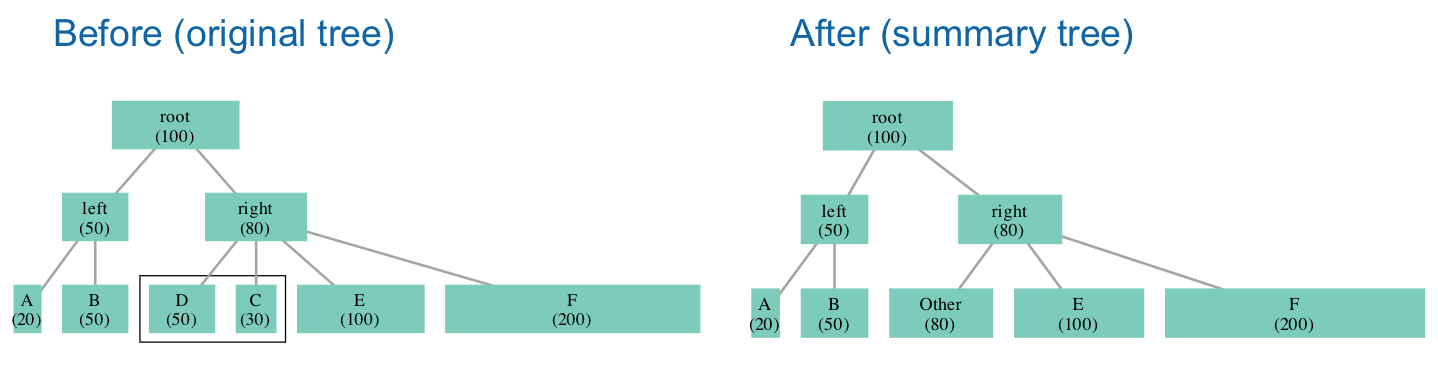 Before (original tree)
root
(100)
left
(50)
right
(80)
A
(20)
B
(50)
D
(50)
C
(30)
E
(100)
F
(200)
After (summary tree)
root
(100)
left
(50)
right
(80)
A
(20)
B
(50)
Other
(80)
E
(100)
F
(200)